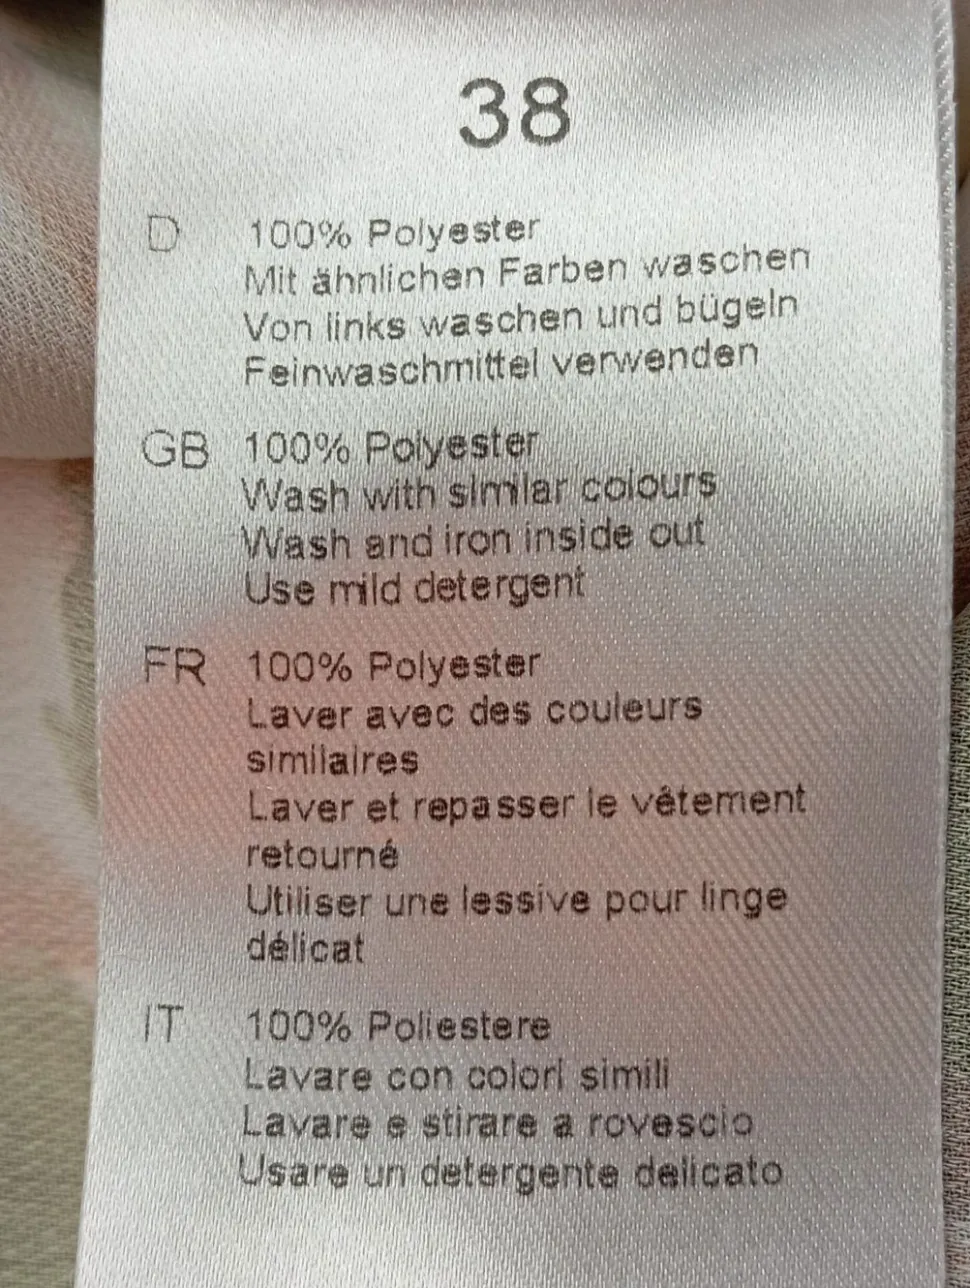 38
D 100% Polyester
Mit ähnlichen Farben waschen
Von links waschen und bügeln
Feinwaschmittel verwenden
GB 100% Polyester
Wash with similar colours
Wash and iron inside out
Use mild detergent
FR 100% Polyester
Laver avec des couleurs
similaires
Laver et repasser le vêtement
retourné
Utiliser une lessive pour linge
délicat
IT 100% Poliestere
Lavare con colori simili
Lavare e stirare a rovescio
Usare un detergente delicato